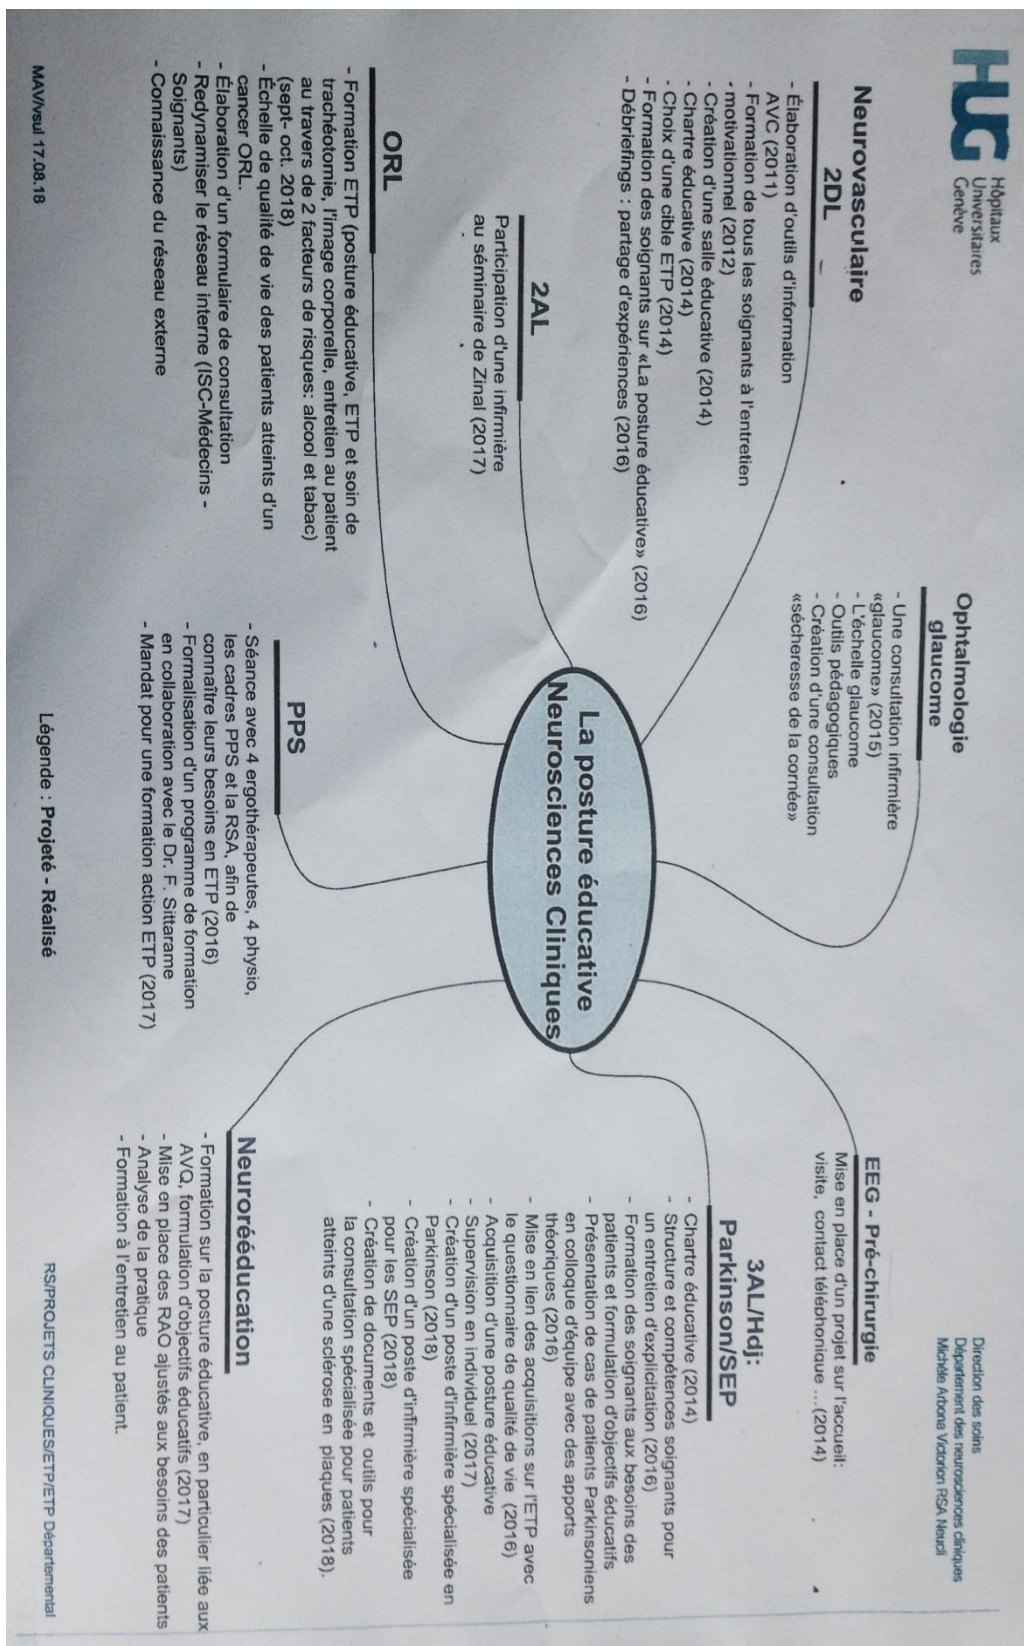 HUG
Hôpitaux
Universitaires
Genève
Direction des soins
Département des neurosciences cliniques
Michèle Arbona Victorion RSA Neucli
Neurovasculaire
2DL
- Élaboration d'outils d'information
AVC (2011)
- Formation de tous les soignants à l'entretien
- motivationnel (2012)
- Création d'une salle éducative (2014)
- Chartre éducative (2014)
- Choix d'une cible ETP (2014)
- Formation des soignants sur «La posture éducative» (2016)
- Débriefings : partage d'expériences (2016)
Ophtalmologie
glaucome
- Une consultation infirmière
«glaucome» (2015)
- L'échelle glaucome
- Outils pédagogiques
- Création d'une consultation
«sécheresse de la cornée»
EEG - Pré-chirurgie
Mise en place d'un projet sur l'accueil:
visite, contact téléphonique ...(2014)
3AL/Hdj:
Parkinson/SEP
- Chartre éducative (2014)
- Structure et compétences soignants pour
un entretien d'explicitation (2016)
- Formation des soignants aux besoins des
patients et formulation d'objectifs éducatifs
- Présentation de cas de patients Parkinsoniens
en colloque d'équipe avec des apports
théoriques (2016)
- Mise en lien des acquisitions sur l'ETP avec
le questionnaire de qualité de vie (2016)
- Acquisition d'une posture éducative
- Supervision en individuel (2017)
- Création d'un poste d'infirmière spécialisée en
Parkinson (2018)
- Création d'un poste d'infirmière spécialisée
pour les SEP (2018)
- Création de documents et outils pour
la consultation spécialisée pour patients
atteints d'une sclérose en plaques (2018).
La posture éducative
Neurosciences Cliniques
2AL
Participation d'une infirmière
au séminaire de Zinal (2017)
ORL
- Formation ETP (posture éducative, ETP et soin de
trachéotomie, l'image corporelle, entretien au patient
au travers de 2 facteurs de risques: alcool et tabac)
(sept- oct. 2018)
- Échelle de qualité de vie des patients atteints d'un
cancer ORL.
- Élaboration d'un formulaire de consultation
- Redynamiser le réseau interne (ISC-Médecins -
Soignants)
- Connaissance du réseau externe
PPS
- Séance avec 4 ergothérapeutes, 4 physio,
les cadres PPS et la RSA, afin de
connaître leurs besoins en ETP (2016)
- Formalisation d'un programme de formation
en collaboration avec le Dr. F. Sittarame
- Mandat pour une formation action ETP (2017)
Neurorééducation
- Formation sur la posture éducative, en particulier liée aux
AVQ, formulation d'objectifs éducatifs (2017)
- Mise en place des RAO ajustés aux besoins des patients
- Analyse de la pratique
- Formation à l'entretien au patient.
MAV/vsul 17.08.18
Légende : Projeté - Réalisé
RS/PROJETS CLINIQUES/ETP/ETP Départemental